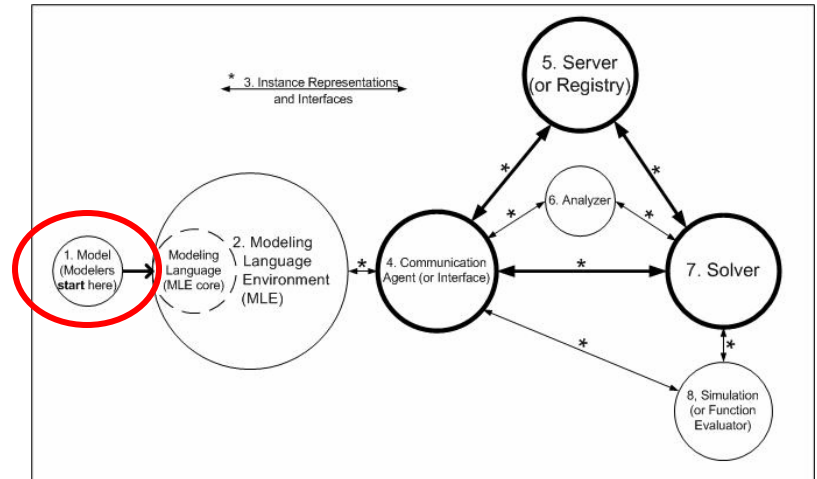 5. Server
(or Registry)
* 3. Instance Representations
and Interfaces
*
*
6. Analyzer
*
*
1. Model
(Modelers
start here)
Modeling
Language
(MLE core)
2. Modeling
Language
Environment
(MLE)
*
4. Communication
Agent (or Interface)
*
7. Solver
*
*
8, Simulation
(or Function
Evaluator)